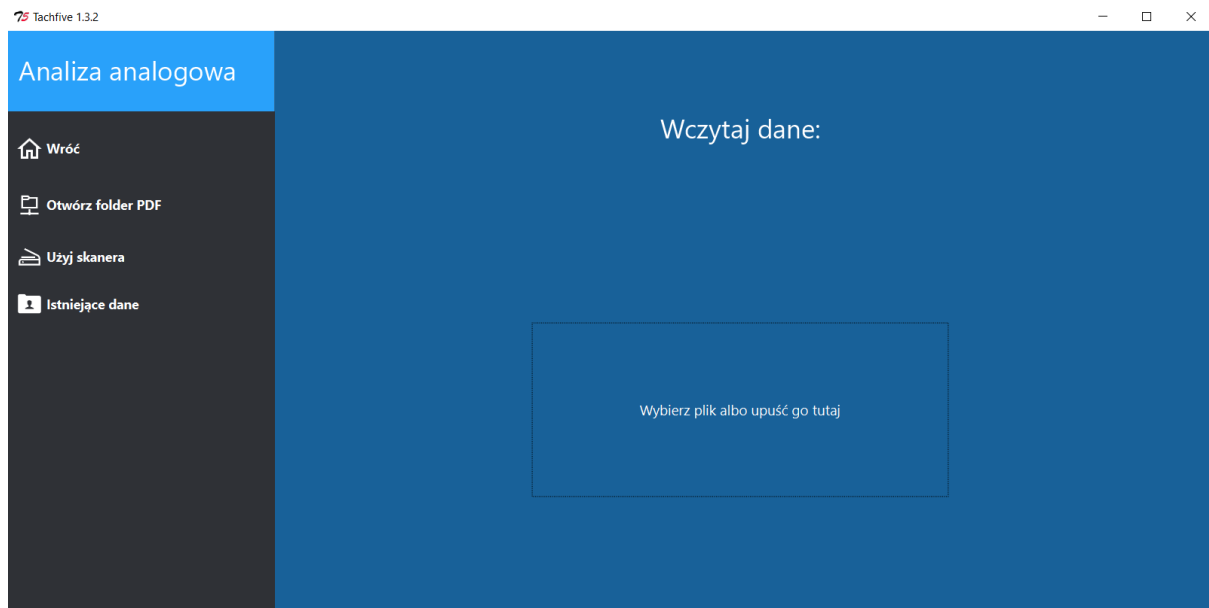 75 Tachfive 1.3.2
Analiza analogowa
Wróć
Otwórz folder PDF
Użyj skanera
Istniejące dane
Wczytaj dane:
Wybierz plik albo upuść go tutaj